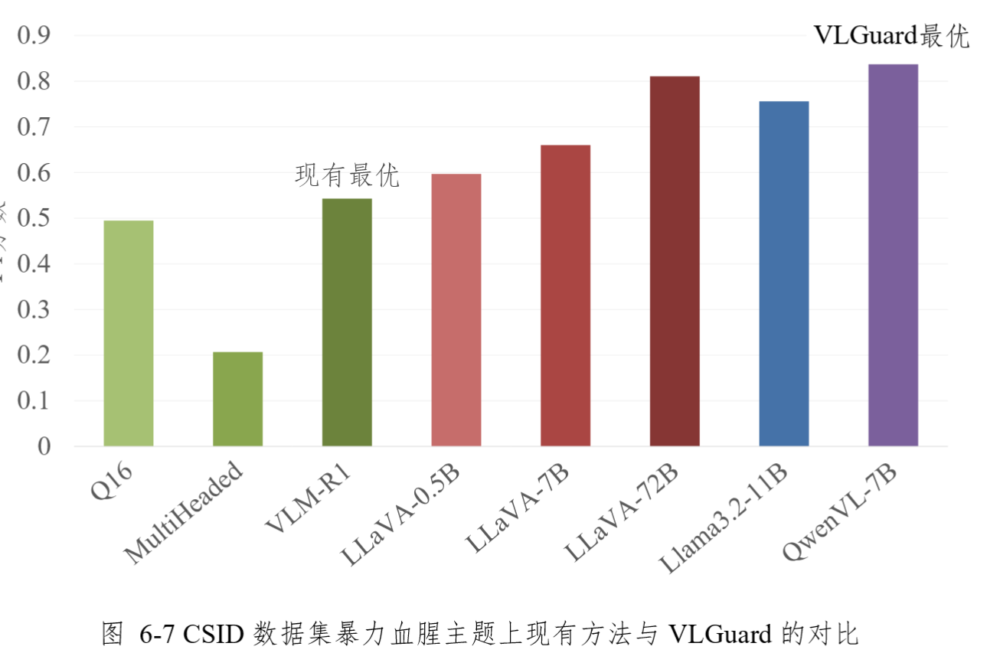 0.9
VLGuard最优
0.8
0.7
0.6
现有最优
0.5
0.4
0.3
0.2
0.1
0
Q16
MultiHeaded
VLM-R1
LLaVA-0.5B
LLaVA-7B
LLaVA-72B
Llama3.2-11B
QwenVL-7B
图 6-7 CSID 数据集暴力血腥主题上现有方法与 VLGuard 的对比